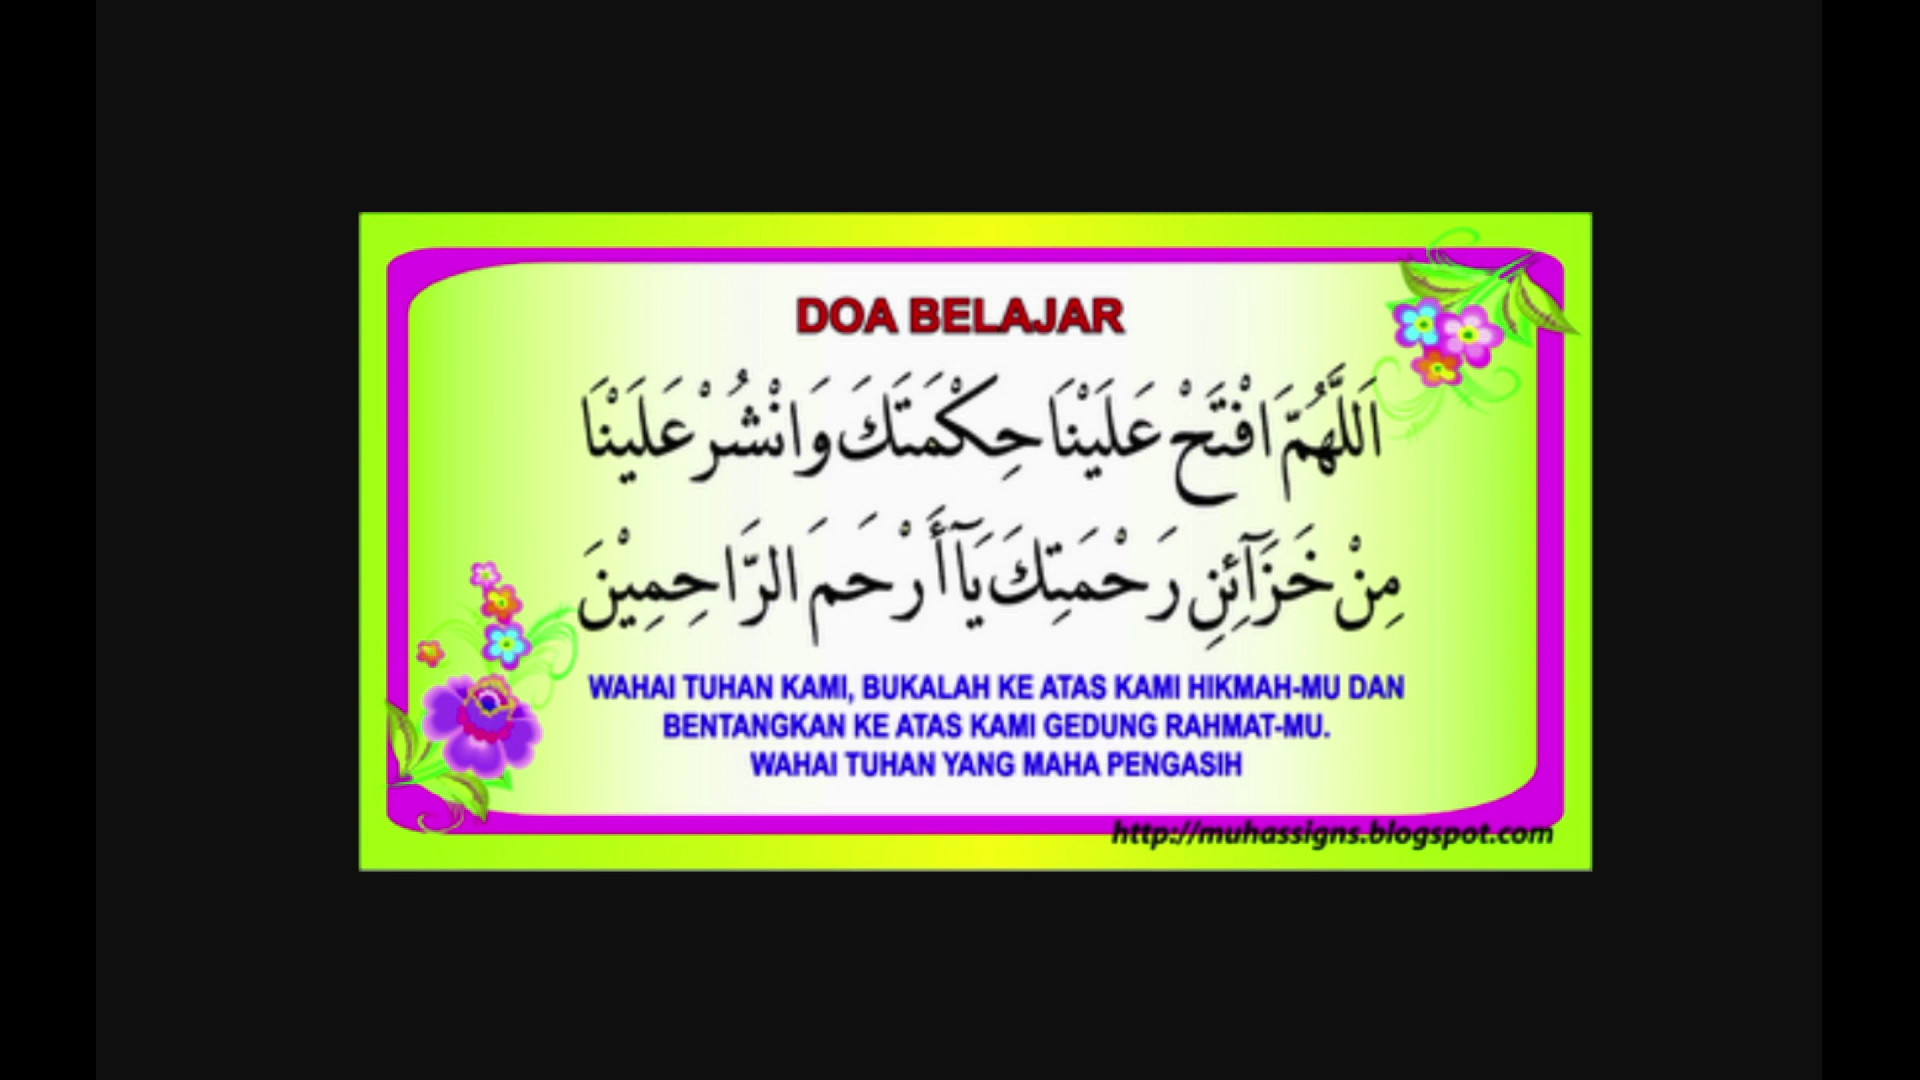 DOA BELAJAR
اَللَّهُمَّ افْتَحْ عَلَيْنَا حِكْمَتَكَ وَانْشُرْ عَلَيْنَا
مِنْ خَزَآئِنِ رَحْمَتِكَ يَآ أَرْحَمَ الرَّاحِمِيْنَ
WAHAI TUHAN KAMI, BUKALAH KE ATAS KAMI HIKMAH-MU DAN
BENTANGKAN KE ATAS KAMI GEDUNG RAHMAT-MU.
WAHAI TUHAN YANG MAHA PENGASIH
http://muhassigns.blogspot.com